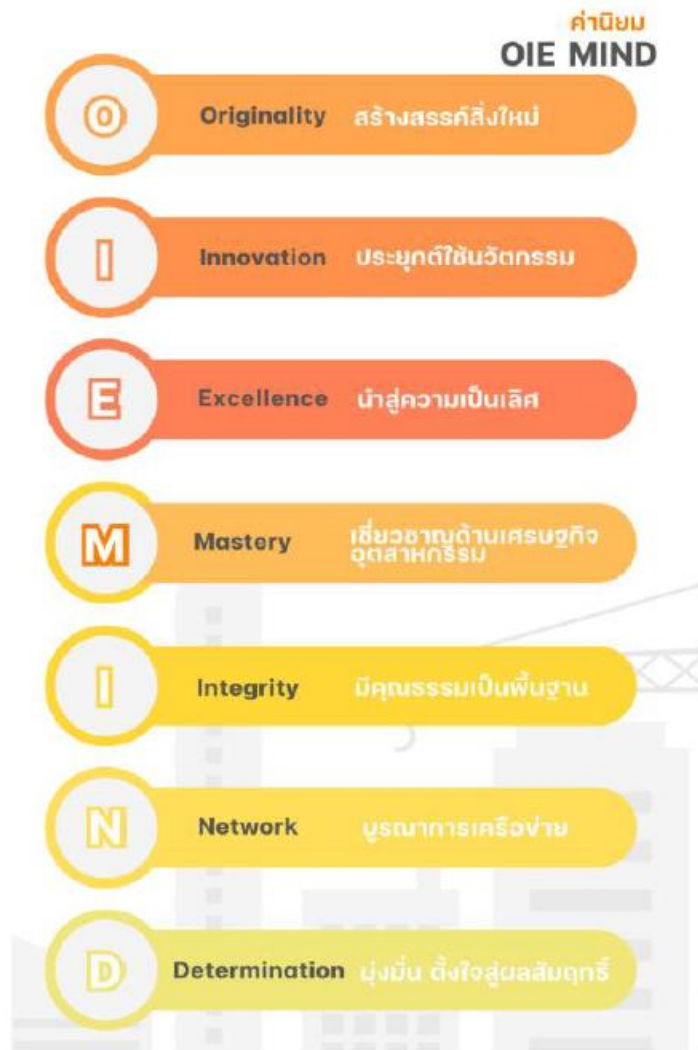 ค่านิยม
OIE MIND
O Originality สร้างสรรค์สิ่งใหม่
I Innovation ประยุกต์ใช้นวัตกรรม
E Excellence นำสู่ความเป็นเลิศ
M Mastery เชี่ยวชาญด้านเศรษฐกิจ
อุตสาหกรรม
I Integrity มีคุณธรรมเป็นพื้นฐาน
N Network บูรณาการเครือข่าย
D Determination มุ่งมั่น ตั้งใจสู่ผลสัมฤทธิ์